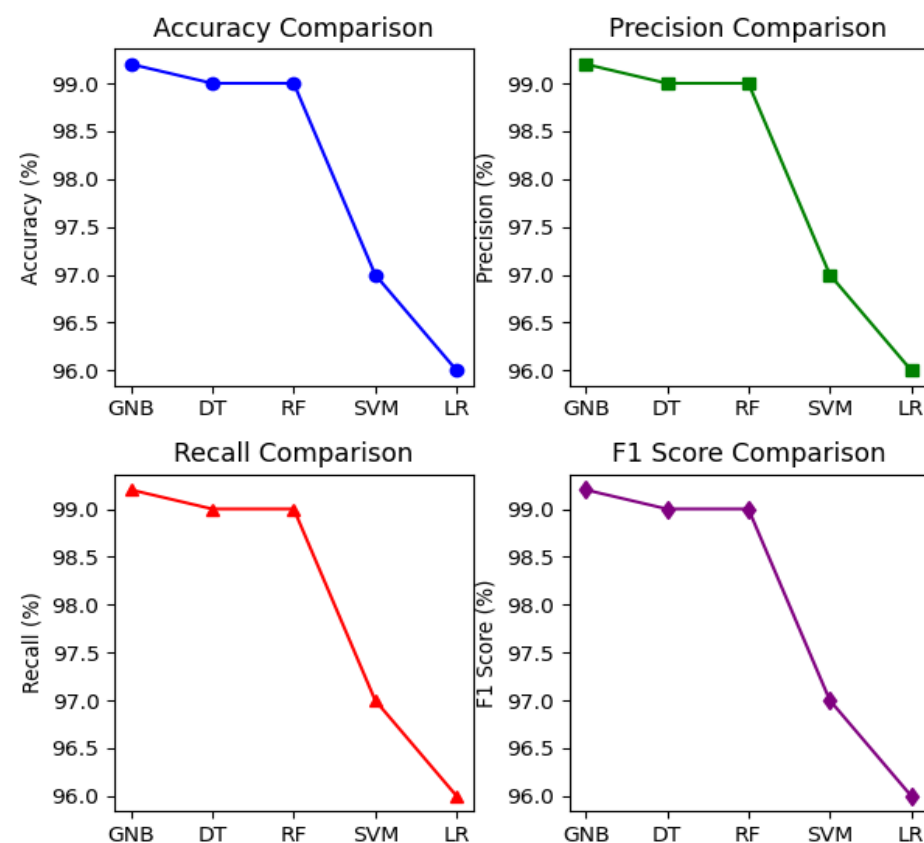 Accuracy Comparison
Accuracy (%)
99.0
98.5
98.0
97.5
97.0
96.5
96.0
GNB DT RF SVM LR
Precision Comparison
Precision (%)
99.0
98.5
98.0
97.5
97.0
96.5
96.0
GNB DT RF SVM LR
Recall Comparison
Recall (%)
99.0
98.5
98.0
97.5
97.0
96.5
96.0
GNB DT RF SVM LR
F1 Score Comparison
F1 Score (%)
99.0
98.5
98.0
97.5
97.0
96.5
96.0
GNB DT RF SVM LR